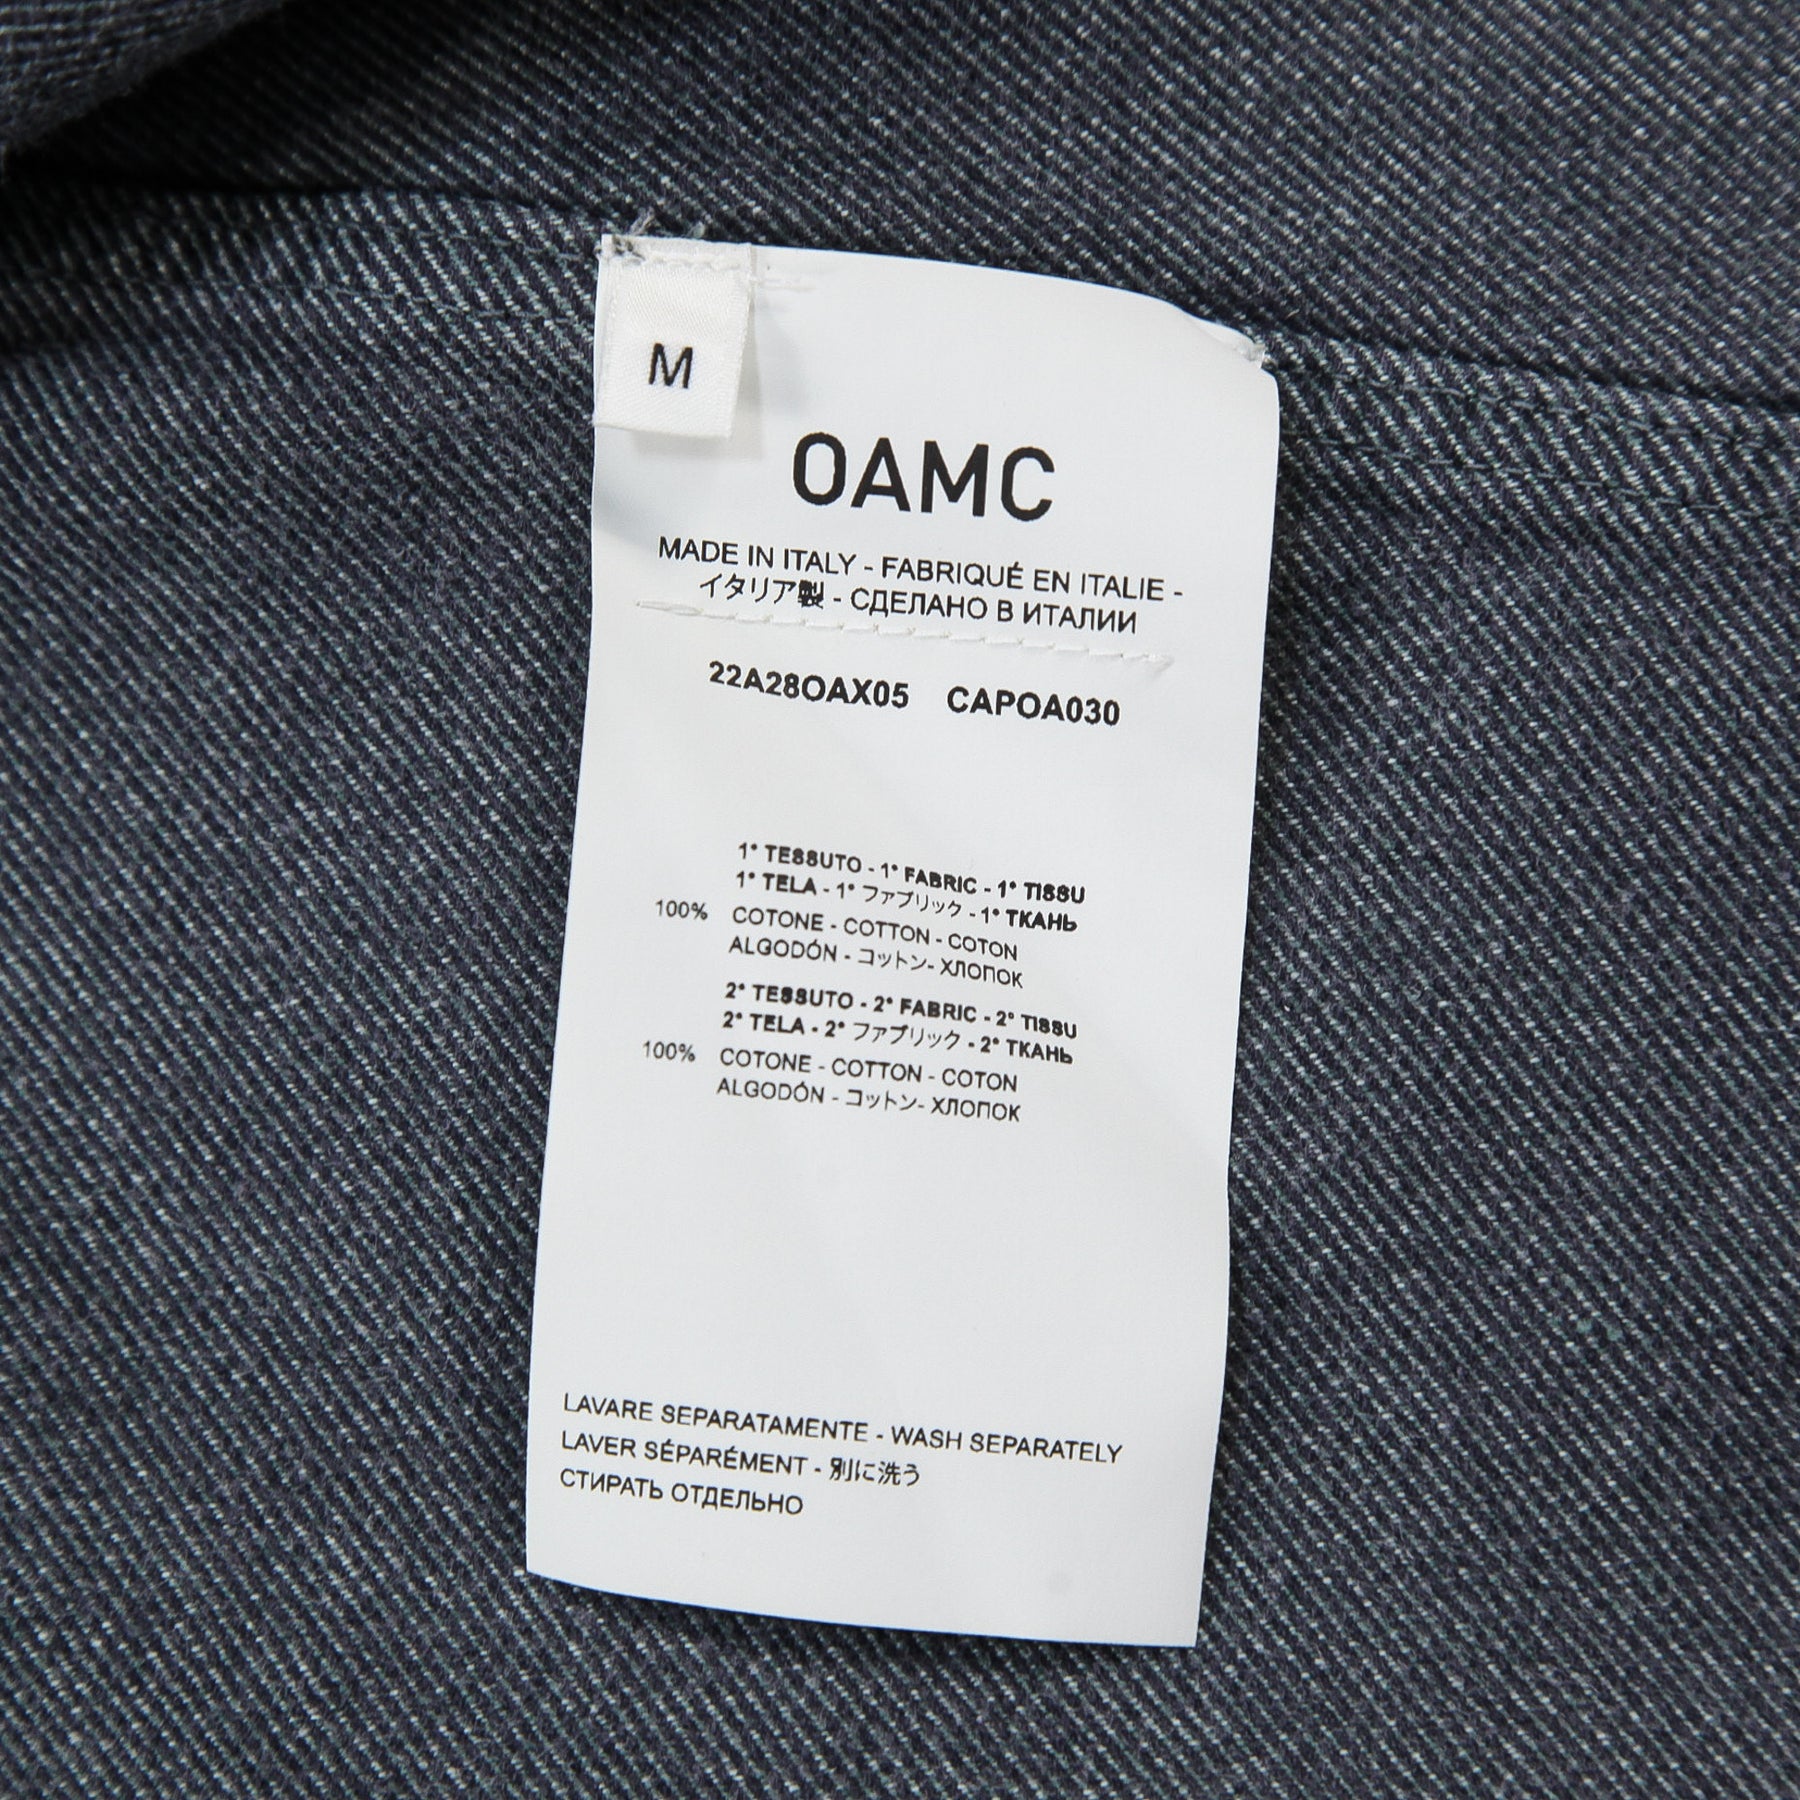 M
OAMC
MADE IN ITALY - FABRIQUÉ EN ITALIE -
イタリア製 - СДЕЛАНО В ИТАЛИИ
22A28OAX05 CAPOA030
1° TESSUTO - 1° FABRIC - 1° TISSU
1° TELA - 1° ファブリック - 1° ТКАНЬ
100% COTONE - COTTON - COTON
ALGODÓN - コットン- ХЛОПОК
2° TESSUTO - 2° FABRIC - 2° TISSU
2° TELA - 2° ファブリック - 2° ТКАНЬ
100% COTONE - COTTON - COTON
ALGODÓN - コットン- ХЛОПОК
LAVARE SEPARATAMENTE - WASH SEPARATELY
LAVER SÉPARÉMENT - 別に洗う
СТИРАТЬ ОТДЕЛЬНО